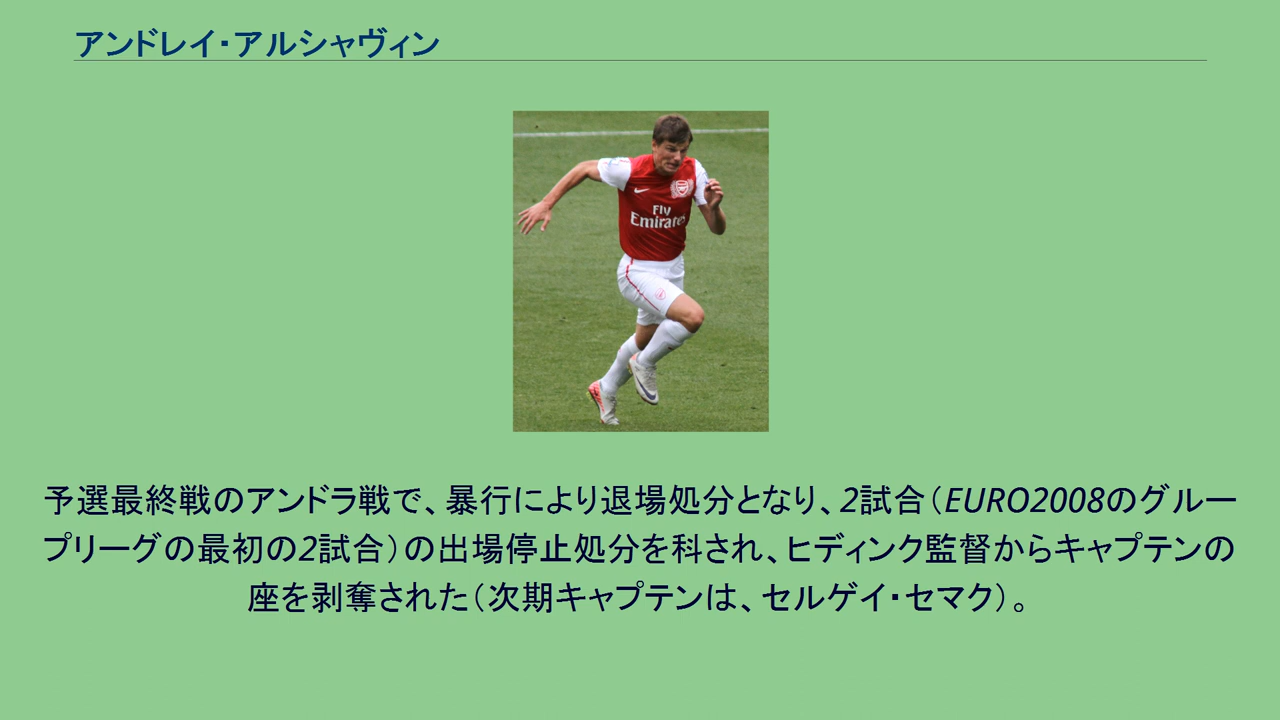 アンドレイ・アルシャヴィン
Fly
Emirates
予選最終戦のアンドラ戦で、暴行により退場処分となり、2試合（EURO2008のグルー
プリーグの最初の2試合）の出場停止処分を科され、ヒディンク監督からキャプテンの
座を剥奪された（次期キャプテンは、セルゲイ・セマク）。